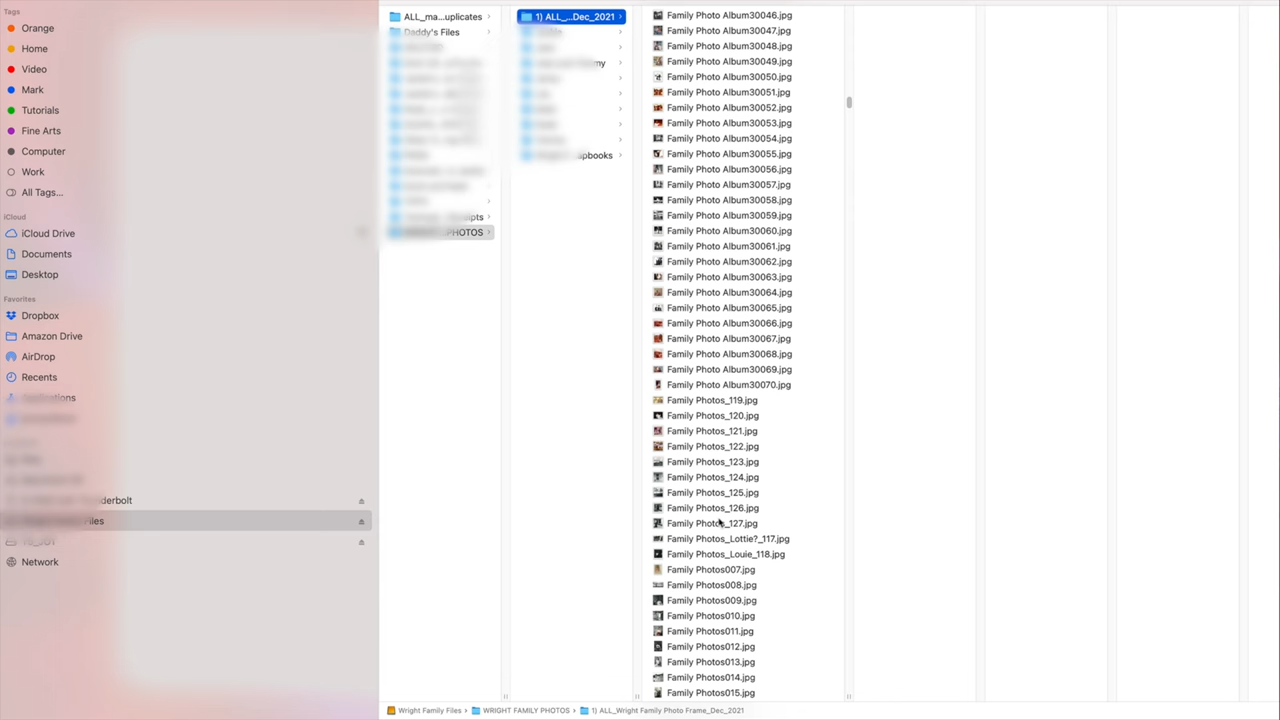 Tags
Orange
Home
Video
Mark
Tutorials
Fine Arts
Computer
Work
All Tags...
iCloud
iCloud Drive
Documents
Desktop
Favorites
Dropbox
Amazon Drive
AirDrop
Recents
Network
ALL_ma...uplicates
Daddy's Files
PHOTOS
1) ALL_...Dec_2021
Family Photo Album30046.jpg
Family Photo Album30047.jpg
Family Photo Album30048.jpg
Family Photo Album30049.jpg
Family Photo Album30050.jpg
Family Photo Album30051.jpg
Family Photo Album30052.jpg
Family Photo Album30053.jpg
Family Photo Album30054.jpg
Family Photo Album30055.jpg
Family Photo Album30056.jpg
Family Photo Album30057.jpg
Family Photo Album30058.jpg
Family Photo Album30059.jpg
Family Photo Album30060.jpg
Family Photo Album30061.jpg
Family Photo Album30062.jpg
Family Photo Album30063.jpg
Family Photo Album30064.jpg
Family Photo Album30065.jpg
Family Photo Album30066.jpg
Family Photo Album30067.jpg
Family Photo Album30068.jpg
Family Photo Album30069.jpg
Family Photo Album30070.jpg
Family Photos_119.jpg
Family Photos_120.jpg
Family Photos_121.jpg
Family Photos_122.jpg
Family Photos_123.jpg
Family Photos_124.jpg
Family Photos_125.jpg
Family Photos_126.jpg
Family Photos_127.jpg
Family Photos_Lottie?_117.jpg
Family Photos_Louie_118.jpg
Family Photos007.jpg
Family Photos008.jpg
Family Photos009.jpg
Family Photos010.jpg
Family Photos011.jpg
Family Photos012.jpg
Family Photos013.jpg
Family Photos014.jpg
Family Photos015.jpg
Wright Family Files › WRIGHT FAMILY PHOTOS › 1) ALL_Wright Family Photo Frame_Dec_2021